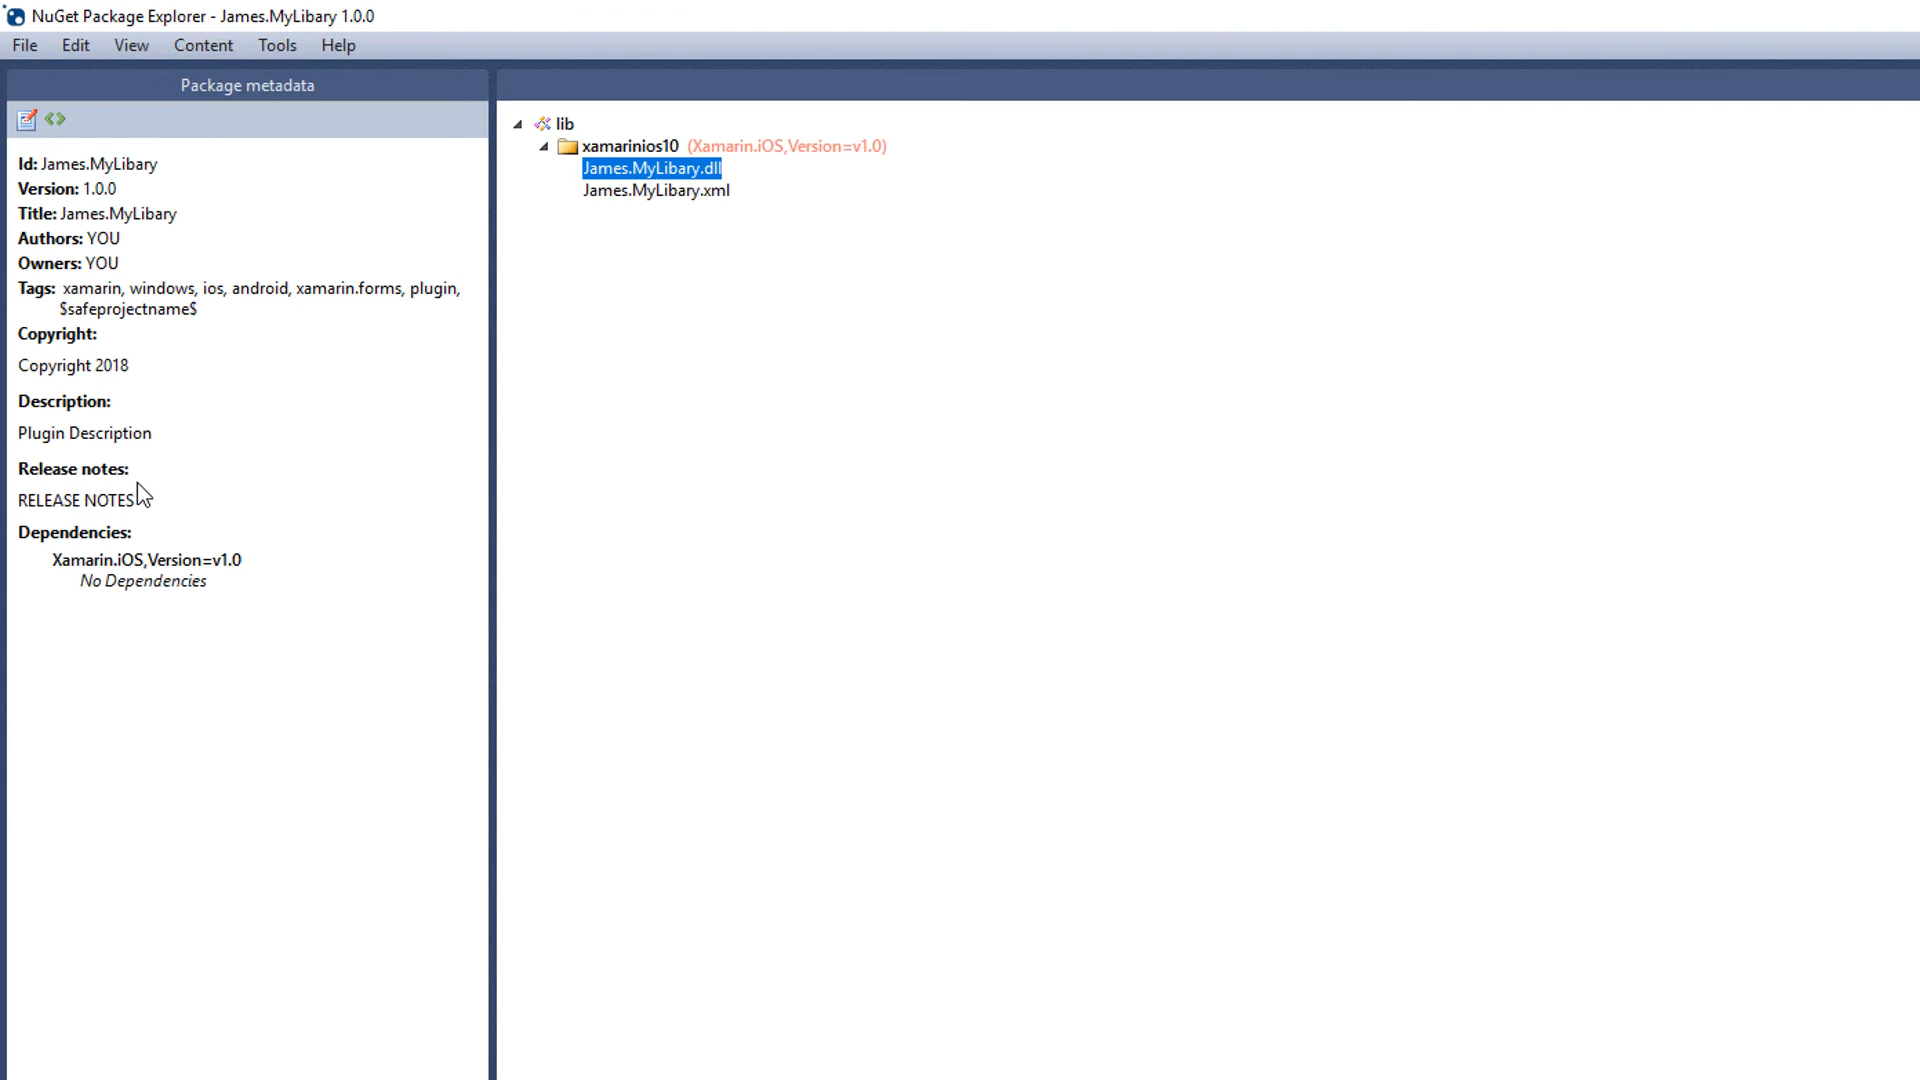 NuGet Package Explorer - James.MyLibary 1.0.0
File Edit View Content Tools Help
Package metadata
Id: James.MyLibary
Version: 1.0.0
Title: James.MyLibary
Authors: YOU
Owners: YOU
Tags: xamarin, windows, ios, android, xamarin.forms, plugin,
$safeprojectname$
Copyright:
Copyright 2018
Description:
Plugin Description
Release notes:
RELEASE NOTES
Dependencies:
Xamarin.iOS,Version=v1.0
No Dependencies
lib
xamarinios10 (Xamarin.iOS,Version=v1.0)
James.MyLibary.dll
James.MyLibary.xml